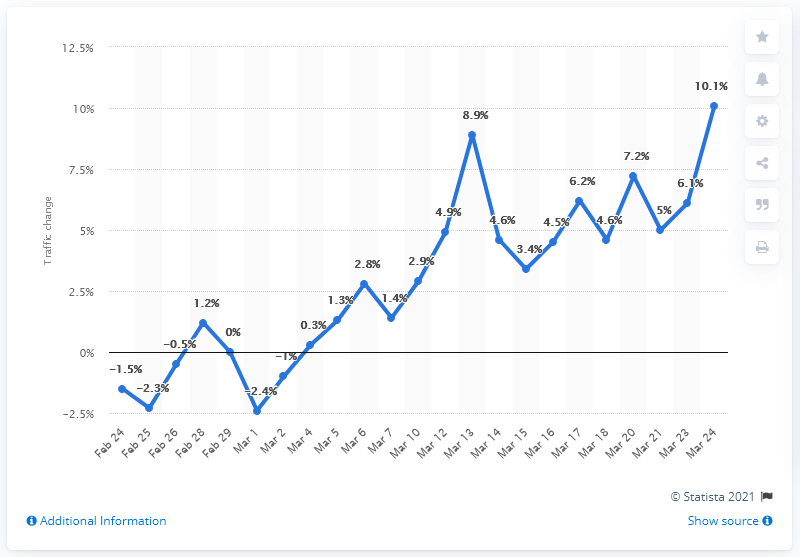 12.5%
10%
7.5%
5%
2.5%
0%
−2.5%
Traffic change
−1.5%
−2.3%
−0.5%
1.2%
0%
−2.4%
−1%
0.3%
1.3%
2.8%
1.4%
2.9%
4.9%
8.9%
4.6%
3.4%
4.5%
6.2%
4.6%
7.2%
5%
6.1%
10.1%
Feb 24
Feb 25
Feb 26
Feb 28
Feb 29
Mar 1
Mar 2
Mar 4
Mar 5
Mar 6
Mar 7
Mar 10
Mar 12
Mar 13
Mar 14
Mar 15
Mar 16
Mar 17
Mar 18
Mar 20
Mar 21
Mar 23
Mar 24
© Statista 2021
Additional Information
Show source